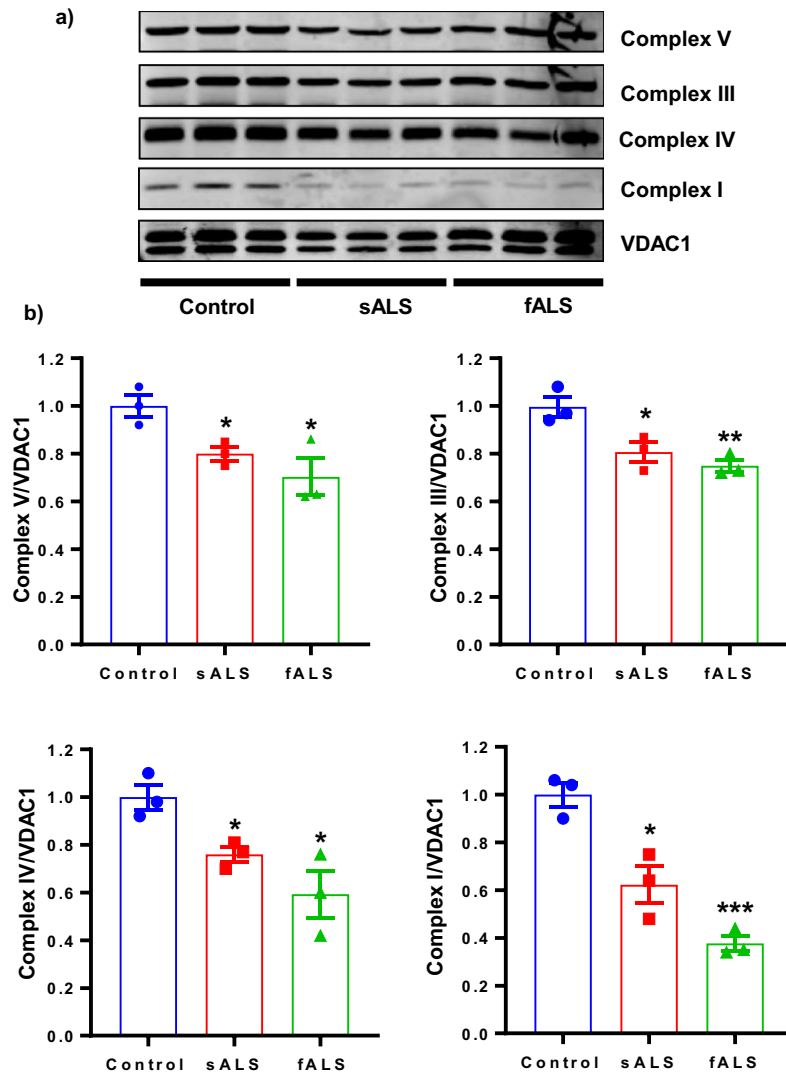 a)
Complex V
Complex III
Complex IV
Complex I
VDAC1
Control sALS fALS
b)
Complex V/VDAC1
1.2
1.0
0.8
0.6
0.4
0.2
0.0
* *
Control sALS fALS
Complex III/VDAC1
1.2
1.0
0.8
0.6
0.4
0.2
0.0
* **
Control sALS fALS
Complex IV/VDAC1
1.2
1.0
0.8
0.6
0.4
0.2
0.0
* *
Control sALS fALS
Complex I/VDAC1
1.2
1.0
0.8
0.6
0.4
0.2
0.0
* ***
Control sALS fALS